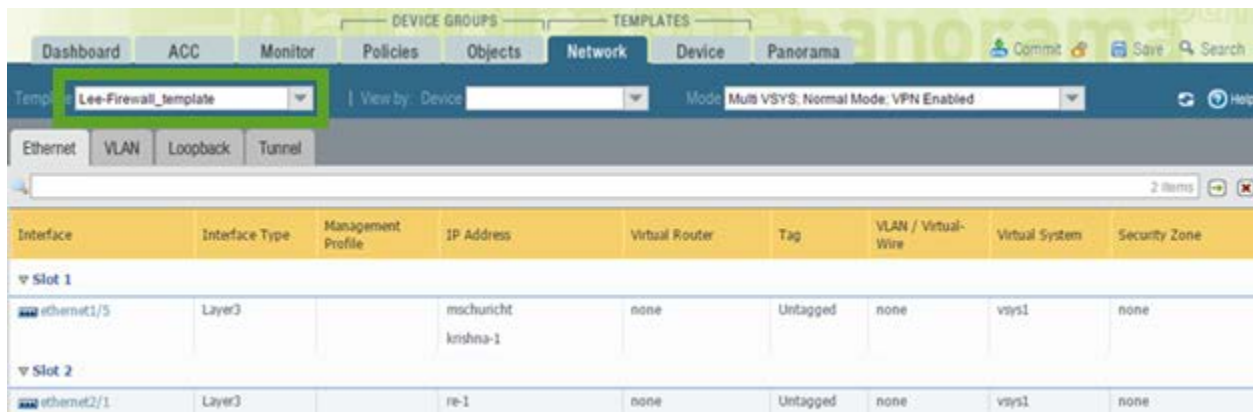 DEVICE GROUPS TEMPLATES
Dashboard ACC Monitor Policies Objects Network Device Panorama Commit Save Search
panorama
Template Lee-Firewall_template | View by: Device Mode Multi VSYS; Normal Mode; VPN Enabled Help
Ethernet VLAN Loopback Tunnel
2 items
Interface Interface Type Management Profile IP Address Virtual Router Tag VLAN / Virtual-Wire Virtual System Security Zone
Slot 1
ethernet1/5 Layer3 mschuricht none Untagged none vsys1 none
krishna-1
Slot 2
ethernet2/1 Layer3 re-1 none Untagged none vsys1 none